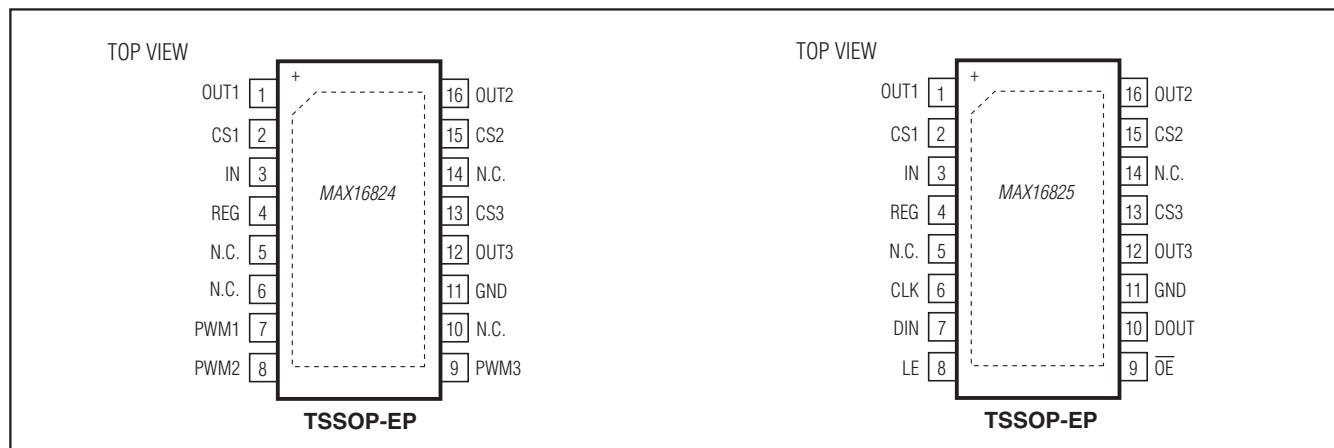 TOP VIEW
+
MAX16824
OUT1 1
CS1 2
IN 3
REG 4
N.C. 5
N.C. 6
PWM1 7
PWM2 8
16 OUT2
15 CS2
14 N.C.
13 CS3
12 OUT3
11 GND
10 N.C.
9 PWM3
TSSOP-EP
TOP VIEW
+
MAX16825
OUT1 1
CS1 2
IN 3
REG 4
N.C. 5
CLK 6
DIN 7
LE 8
16 OUT2
15 CS2
14 N.C.
13 CS3
12 OUT3
11 GND
10 DOUT
9 O̅E̅
TSSOP-EP